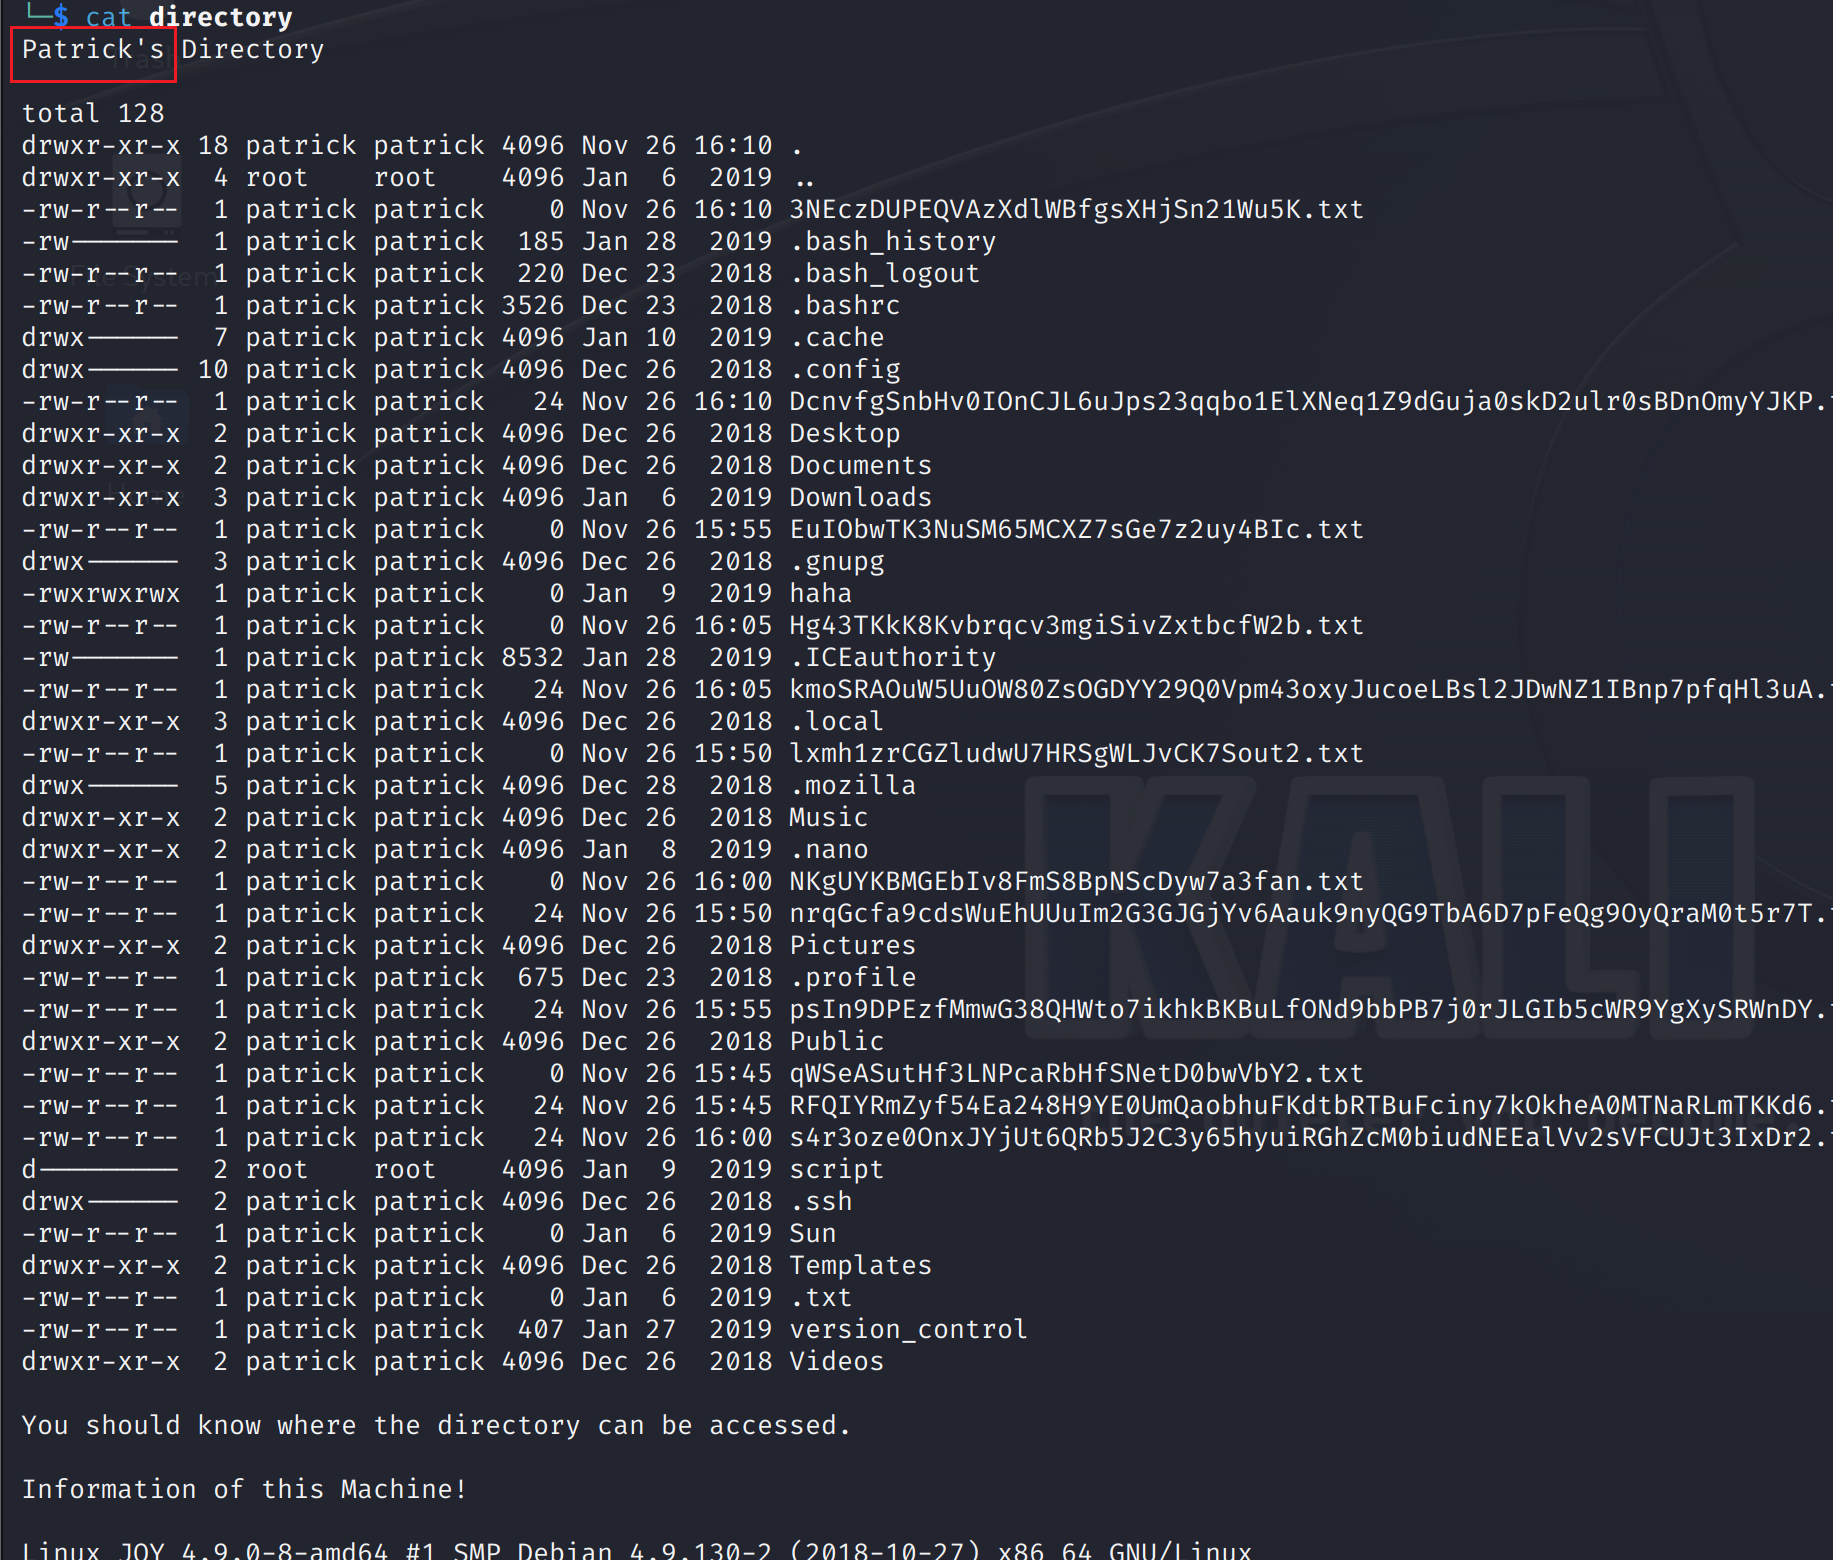 └─$ cat directory
Patrick's Directory
total 128
drwxr-xr-x 18 patrick patrick 4096 Nov 26 16:10 .
drwxr-xr-x  4 root    root    4096 Jan  6  2019 ..
-rw-r--r--  1 patrick patrick    0 Nov 26 16:10 3NEczDUPEQVAzXdlWBfgsXHjSn21Wu5K.txt
-rw-------  1 patrick patrick  185 Jan 28  2019 .bash_history
-rw-r--r--  1 patrick patrick  220 Dec 23  2018 .bash_logout
-rw-r--r--  1 patrick patrick 3526 Dec 23  2018 .bashrc
drwx------  7 patrick patrick 4096 Jan 10  2019 .cache
drwx------ 10 patrick patrick 4096 Dec 26  2018 .config
-rw-r--r--  1 patrick patrick   24 Nov 26 16:10 DcnvfgSnbHv0IOnCJL6uJps23qqbo1ElXNeq1Z9dGuja0skD2ulr0sBDnOmyYJKP.
drwxr-xr-x  2 patrick patrick 4096 Dec 26  2018 Desktop
drwxr-xr-x  2 patrick patrick 4096 Dec 26  2018 Documents
drwxr-xr-x  3 patrick patrick 4096 Jan  6  2019 Downloads
-rw-r--r--  1 patrick patrick    0 Nov 26 15:55 EuIObwTK3NuSM65MCXZ7sGe7z2uy4BIc.txt
drwx------  3 patrick patrick 4096 Dec 26  2018 .gnupg
-rwxrwxrwx  1 patrick patrick    0 Jan  9  2019 haha
-rw-r--r--  1 patrick patrick    0 Nov 26 16:05 Hg43TKkK8Kvbrqcv3mgiSivZxtbcfW2b.txt
-rw-------  1 patrick patrick 8532 Jan 28  2019 .ICEauthority
-rw-r--r--  1 patrick patrick   24 Nov 26 16:05 kmoSRAOuW5UuOW80ZsOGDYY29Q0Vpm43oxyJucoeLBsl2JDwNZ1IBnp7pfqHl3uA.
drwxr-xr-x  3 patrick patrick 4096 Dec 26  2018 .local
-rw-r--r--  1 patrick patrick    0 Nov 26 15:50 lxmh1zrCGZludwU7HRSgWLJvCK7Sout2.txt
drwx------  5 patrick patrick 4096 Dec 28  2018 .mozilla
drwxr-xr-x  2 patrick patrick 4096 Dec 26  2018 Music
drwxr-xr-x  2 patrick patrick 4096 Jan  8  2019 .nano
-rw-r--r--  1 patrick patrick    0 Nov 26 16:00 NKgUYKBMGEbIv8FmS8BpNScDyw7a3fan.txt
-rw-r--r--  1 patrick patrick   24 Nov 26 15:50 nrqGcfa9cdsWuEhUUuIm2G3GJGjYv6Aauk9nyQG9TbA6D7pFeQg9OyQraM0t5r7T.
drwxr-xr-x  2 patrick patrick 4096 Dec 26  2018 Pictures
-rw-r--r--  1 patrick patrick  675 Dec 23  2018 .profile
-rw-r--r--  1 patrick patrick   24 Nov 26 15:55 psIn9DPEzfMmwG38QHWto7ikhkBKBuLfONd9bbPB7j0rJLGIb5cWR9YgXySRWnDY.
drwxr-xr-x  2 patrick patrick 4096 Dec 26  2018 Public
-rw-r--r--  1 patrick patrick    0 Nov 26 15:45 qWSeASutHf3LNPcaRbHfSNetD0bwVbY2.txt
-rw-r--r--  1 patrick patrick   24 Nov 26 15:45 RFQIYRmZyf54Ea248H9YE0UmQaobhuFKdtbRTBuFciny7kOkheA0MTNaRLmTKKd6.
-rw-r--r--  1 patrick patrick   24 Nov 26 16:00 s4r3oze0OnxJYjUt6QRb5J2C3y65hyuiRGhZcM0biudNEEalVv2sVFCUJt3IxDr2.
d---------  2 root    root    4096 Jan  9  2019 script
drwx------  2 patrick patrick 4096 Dec 26  2018 .ssh
-rw-r--r--  1 patrick patrick    0 Jan  6  2019 Sun
drwxr-xr-x  2 patrick patrick 4096 Dec 26  2018 Templates
-rw-r--r--  1 patrick patrick    0 Jan  6  2019 .txt
-rw-r--r--  1 patrick patrick  407 Jan 27  2019 version_control
drwxr-xr-x  2 patrick patrick 4096 Dec 26  2018 Videos
You should know where the directory can be accessed.
Information of this Machine!
Linux JOY 4.9.0-8-amd64 #1 SMP Debian 4.9.130-2 (2018-10-27) x86_64 GNU/Linux
KALI
File System